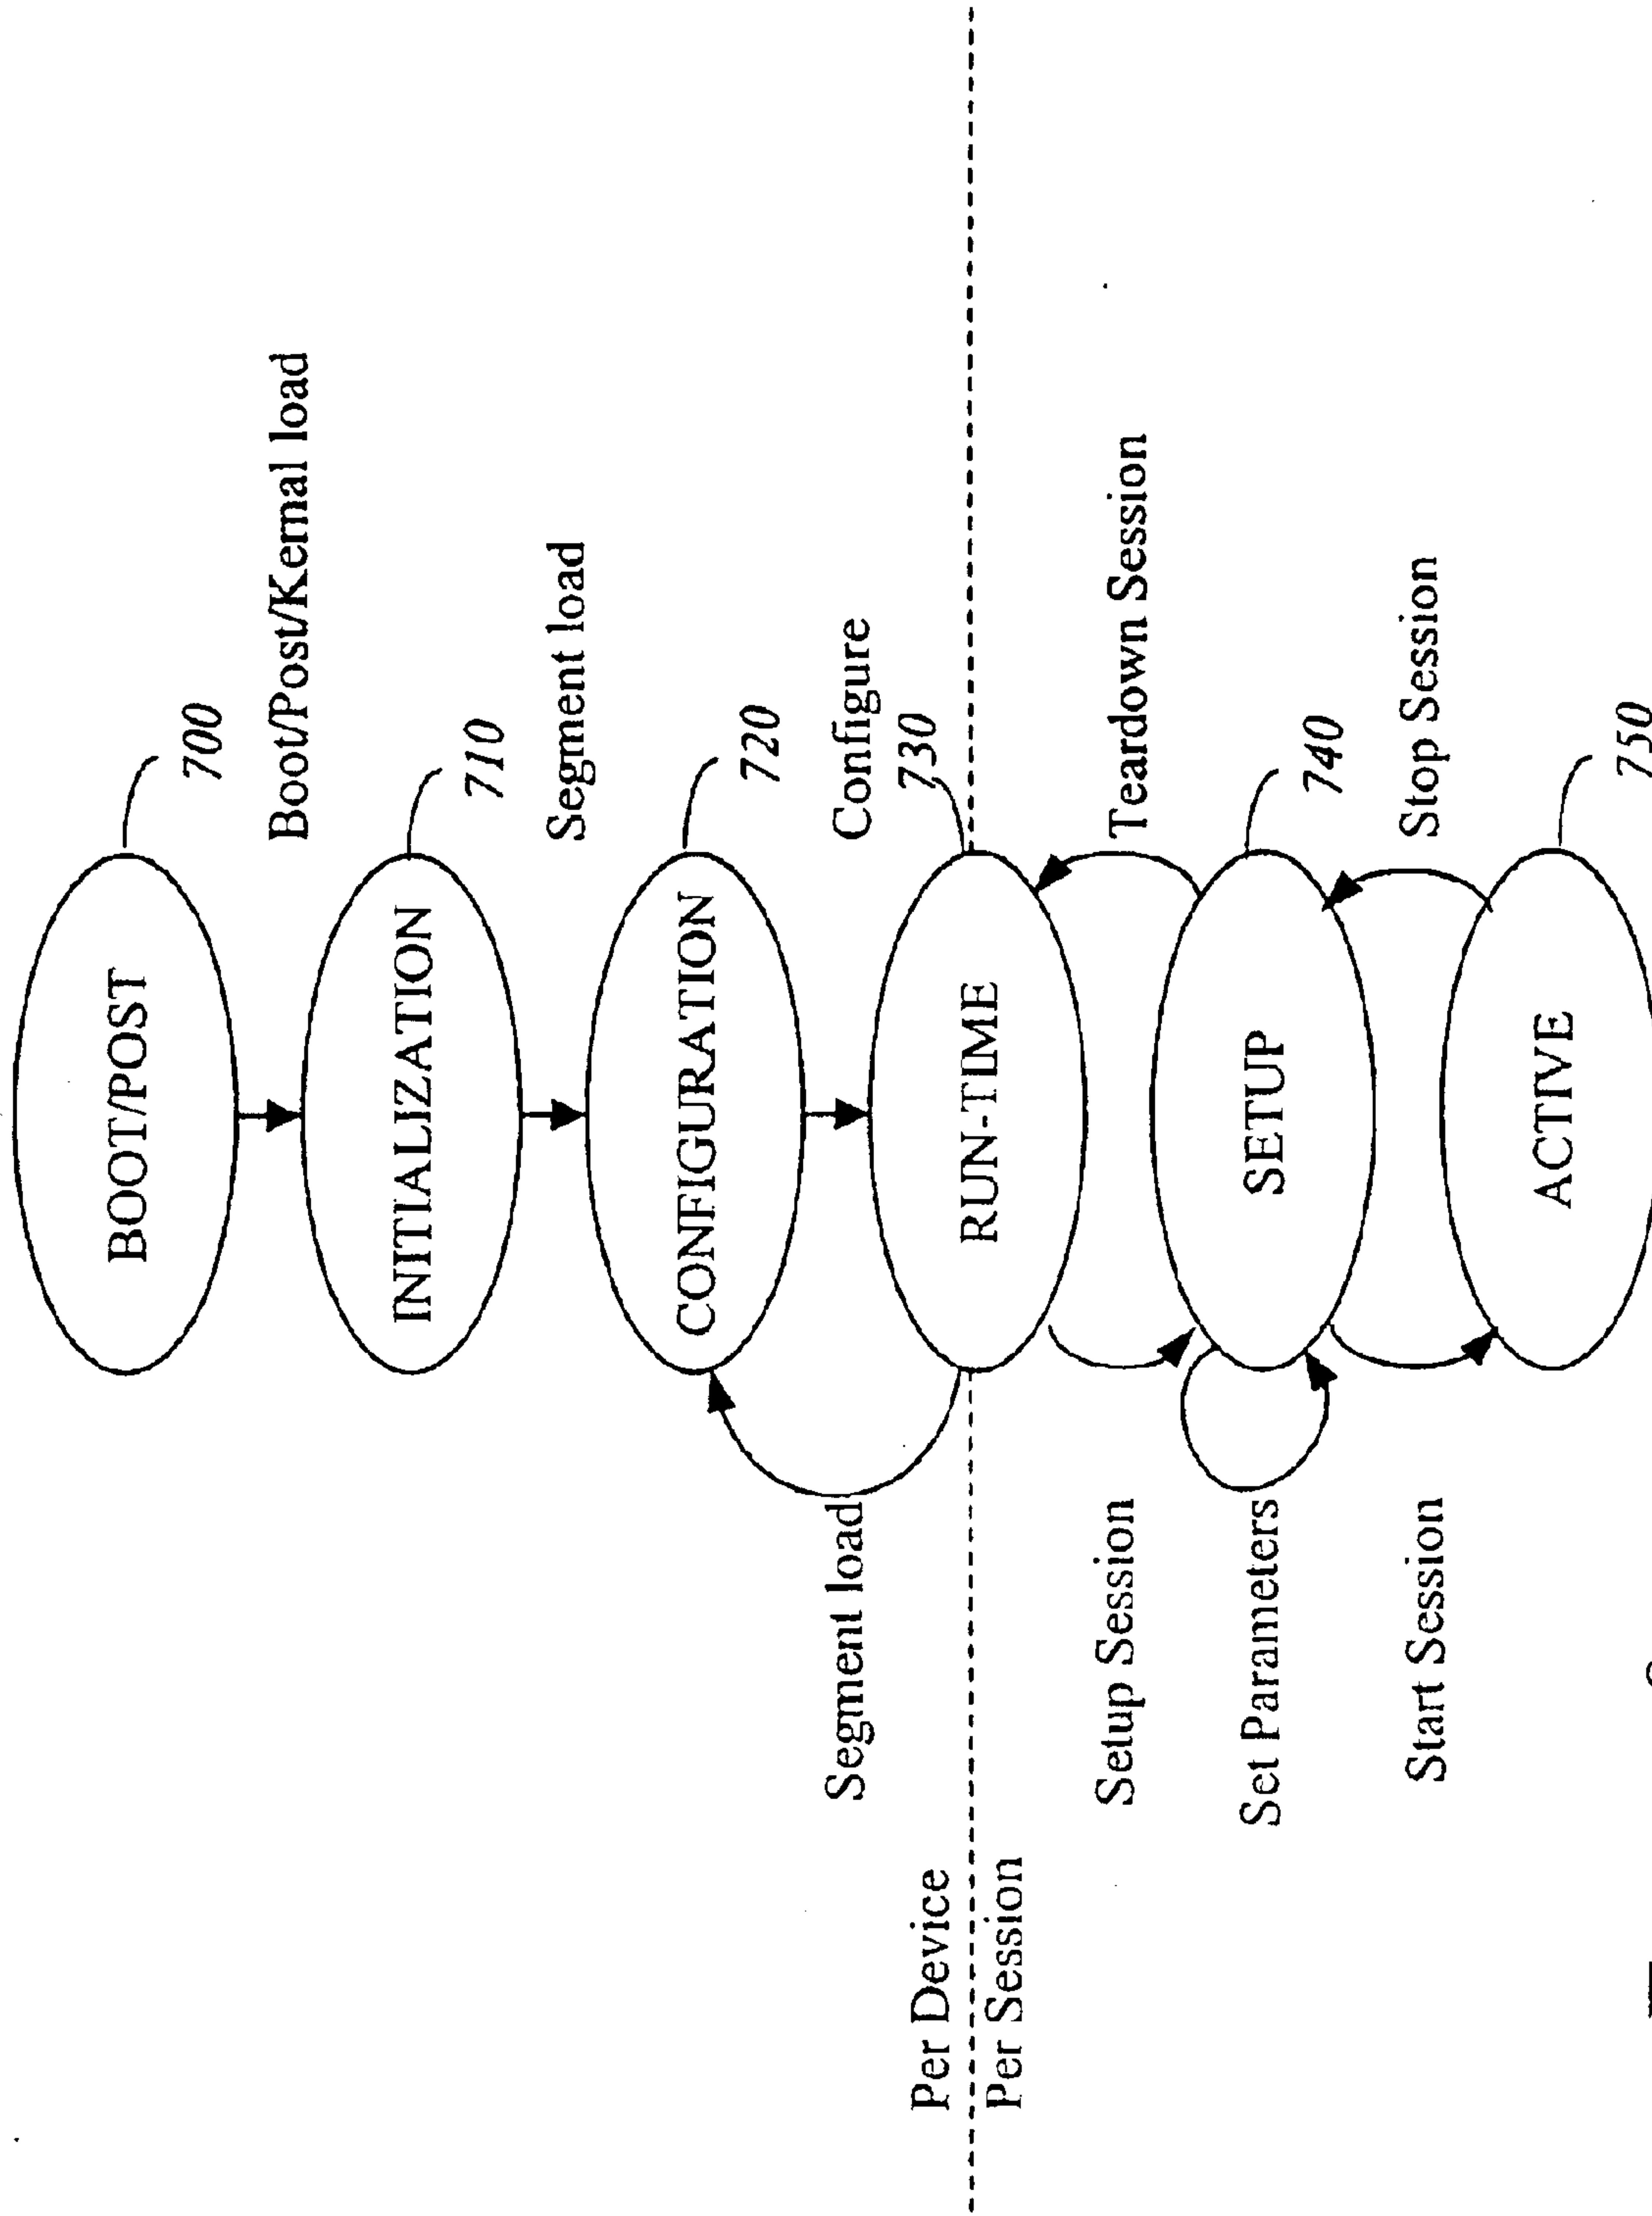 BOOT/POST
700
Boot/Post/Kernal load
INITIALIZATION
710
Segment load
CONFIGURATION
720
Configure
730
Segment load
RUN-TIME
Per Device
Per Session
Setup Session
Teardown Session
SETUP
740
Set Parameters
Stop Session
Start Session
ACTIVE
750